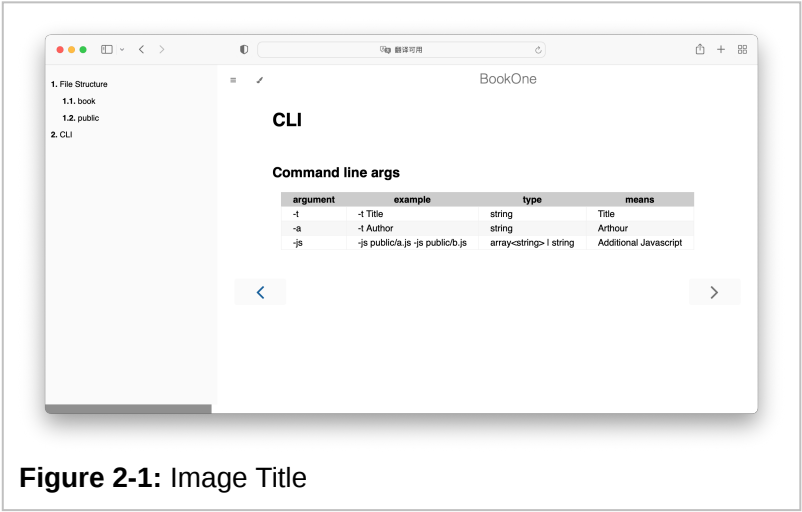 翻译可用
1. File Structure
1.1. book
1.2. public
2. CLI
BookOne
CLI
Command line args
argument example type means
-t -t Title string Title
-a -t Author string Arthour
-js -js public/a.js -js public/b.js array<string> | string Additional Javascript
Figure 2-1: Image Title